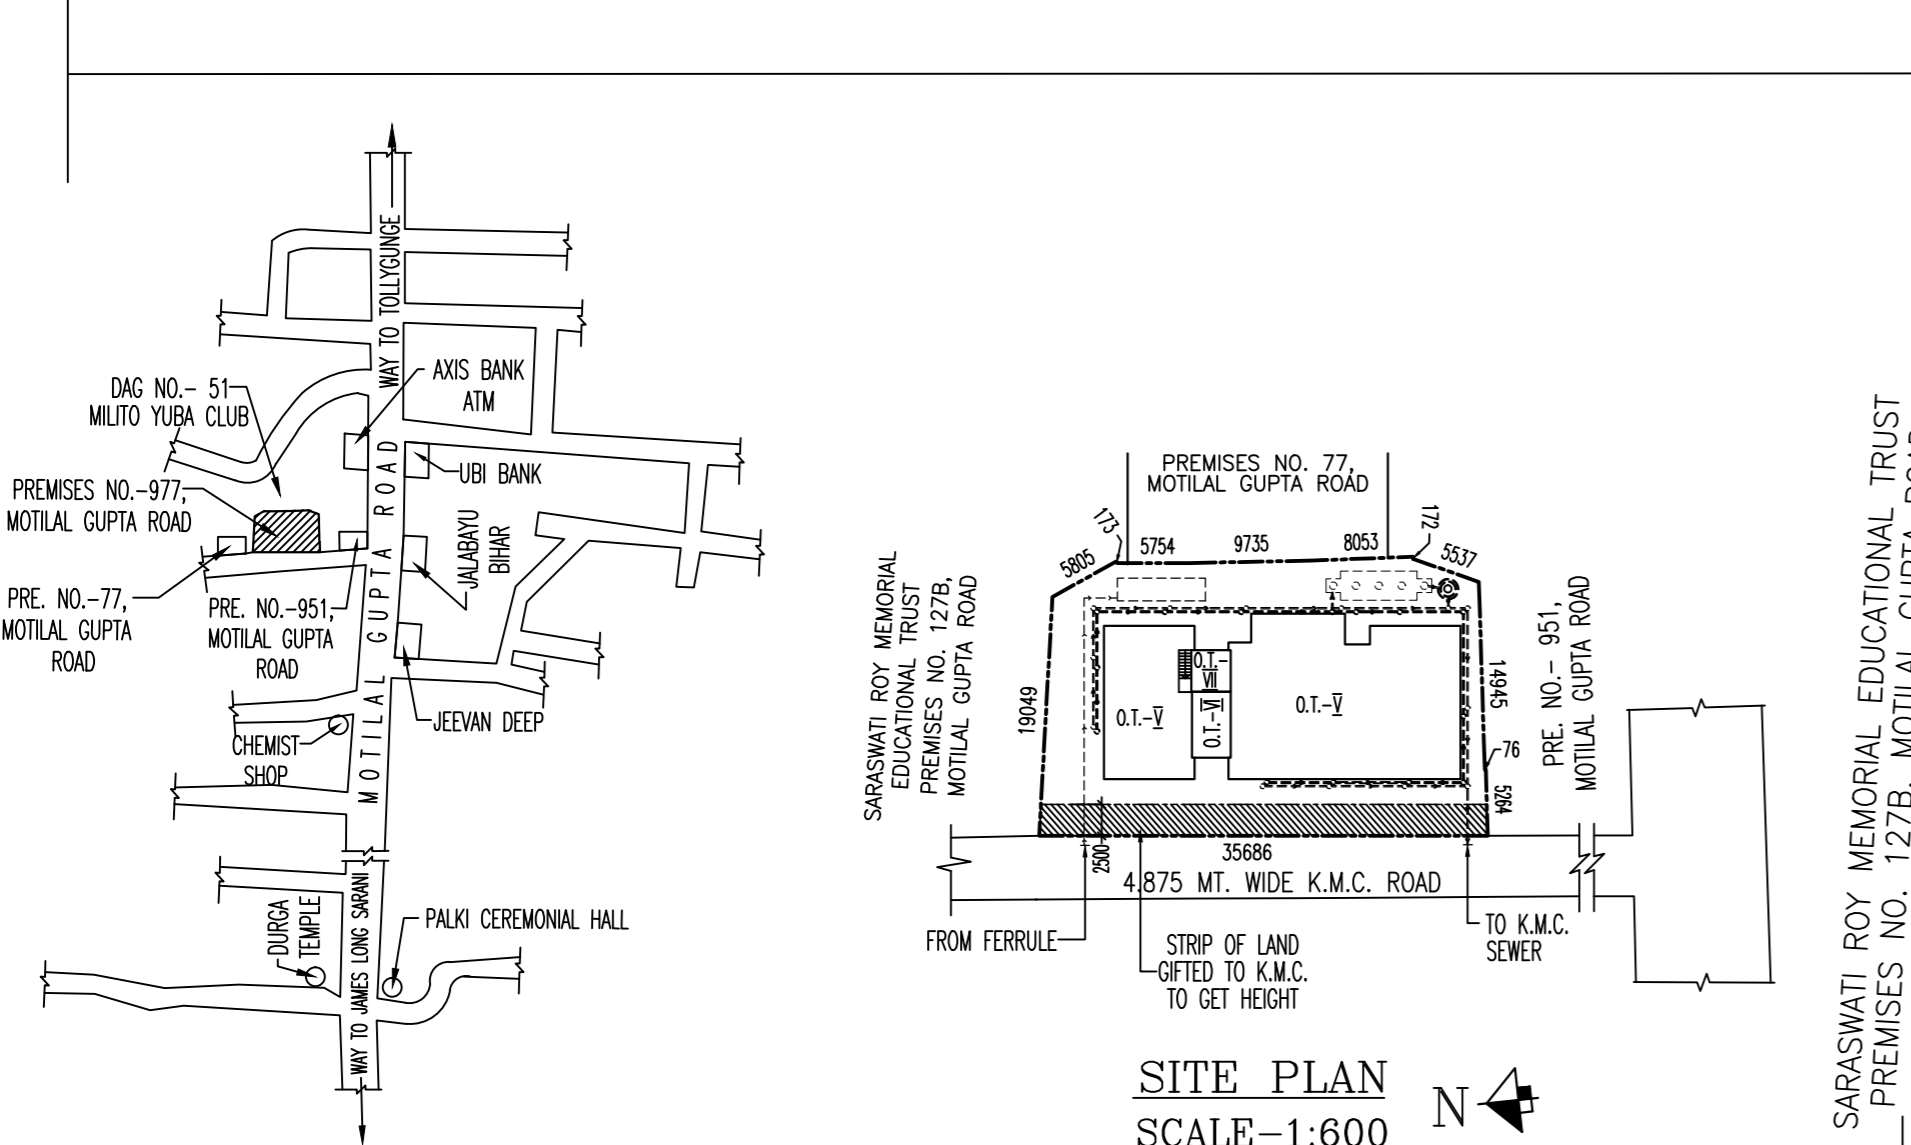 WAY TO TOLLYGUNGE
AXIS BANK
ATM
DAG NO.- 51
MILITO YUBA CLUB
UBI BANK
PREMISES NO.-977,
MOTILAL GUPTA ROAD
JALABAYU
BIHAR
PRE. NO.-77,
MOTILAL GUPTA
ROAD
PRE. NO.-951,
MOTILAL GUPTA
ROAD
MOTILAL GUPTA ROAD
JEEVAN DEEP
CHEMIST
SHOP
DURGA
TEMPLE
PALKI CEREMONIAL HALL
WAY TO JAMES LONG SARANI
PREMISES NO. 77,
MOTILAL GUPTA ROAD
173
5805
5754
9735
8053
172
5537
SARASWATI ROY MEMORIAL
EDUCATIONAL TRUST
PREMISES NO. 127B,
MOTILAL GUPTA ROAD
19049
O.T.-V
O.T.-
VII
O.T.-VI
O.T.-V
14945
76
5264
PRE. NO.- 951,
MOTILAL GUPTA ROAD
2500
35686
4.875 MT. WIDE K.M.C. ROAD
FROM FERRULE
STRIP OF LAND
GIFTED TO K.M.C.
TO GET HEIGHT
TO K.M.C.
SEWER
SITE PLAN
SCALE-1:600
N
SARASWATI ROY MEMORIAL EDUCATIONAL TRUST
PREMISES NO. 127B, MOTILAL GUPTA ROAD